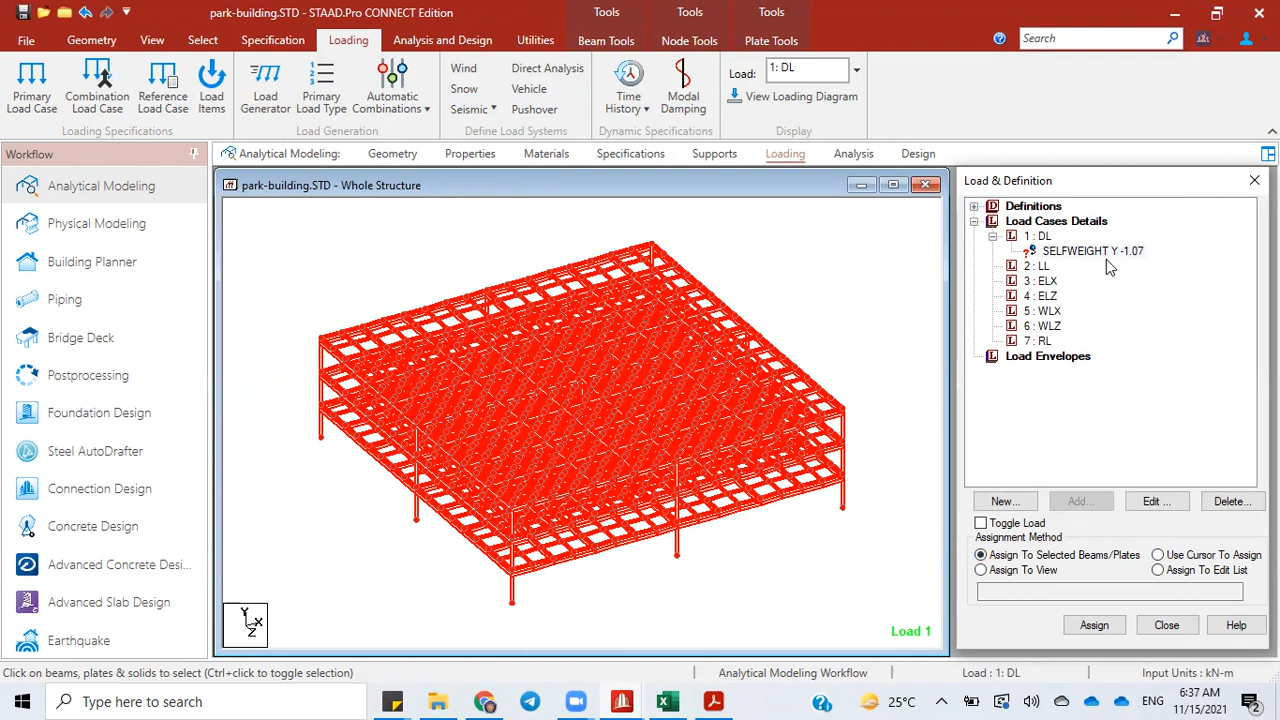 park-building.STD - STAAD.Pro CONNECT Edition
Tools
Tools
Tools
File
Geometry
View
Select
Specification
Loading
Analysis and Design
Utilities
Beam Tools
Node Tools
Plate Tools
Search
Primary Load Case
Combination Load Case
Reference Load Case
Load Items
Loading Specifications
Load Generator
Primary Load Type
Automatic Combinations
Load Generation
Wind
Snow
Seismic
Direct Analysis
Vehicle
Pushover
Define Load Systems
Time History
Modal Damping
Dynamic Specifications
Load: 1: DL
View Loading Diagram
Display
Workflow
Analytical Modeling:
Geometry
Properties
Materials
Specifications
Supports
Loading
Analysis
Design
Analytical Modeling
Physical Modeling
Building Planner
Piping
Bridge Deck
Postprocessing
Foundation Design
Steel AutoDrafter
Connection Design
Concrete Design
Advanced Concrete Desi...
Advanced Slab Design
Earthquake
park-building.STD - Whole Structure
Y
X
Z
Load 1
Load & Definition
Definitions
Load Cases Details
1 : DL
SELFWEIGHT Y -1.07
2 : LL
3 : ELX
4 : ELZ
5 : WLX
6 : WLZ
7 : RL
Load Envelopes
New...
Add...
Edit ...
Delete...
Toggle Load
Assignment Method
Assign To Selected Beams/Plates
Use Cursor To Assign
Assign To View
Assign To Edit List
Assign
Close
Help
Click on beams, plates & solids to select (Ctrl+click to toggle selection)
Analytical Modeling Workflow
Load : 1: DL
Input Units : kN-m
Type here to search
25°C
ENG
6:37 AM
11/15/2021
2